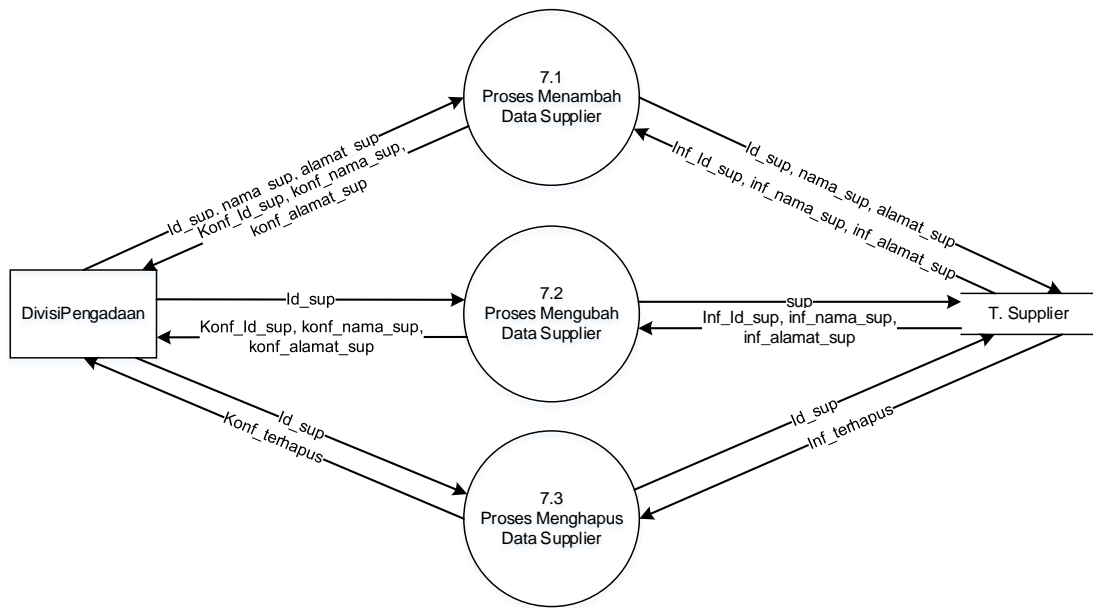 7.1
Proses Menambah
Data Supplier
Id_sup, nama_sup, alamat_sup
Konf_Id_sup, konf_nama_sup,
konf_alamat_sup
Id_sup, nama_sup, alamat_sup
Inf_Id_sup, inf_nama_sup, inf_alamat_sup
DivisiPengadaan
Id_sup
Konf_Id_sup, konf_nama_sup,
konf_alamat_sup
7.2
Proses Mengubah
Data Supplier
sup
Inf_Id_sup, inf_nama_sup,
inf_alamat_sup
T. Supplier
Id_sup
Konf_terhapus
7.3
Proses Menghapus
Data Supplier
Id_sup
Inf_terhapus